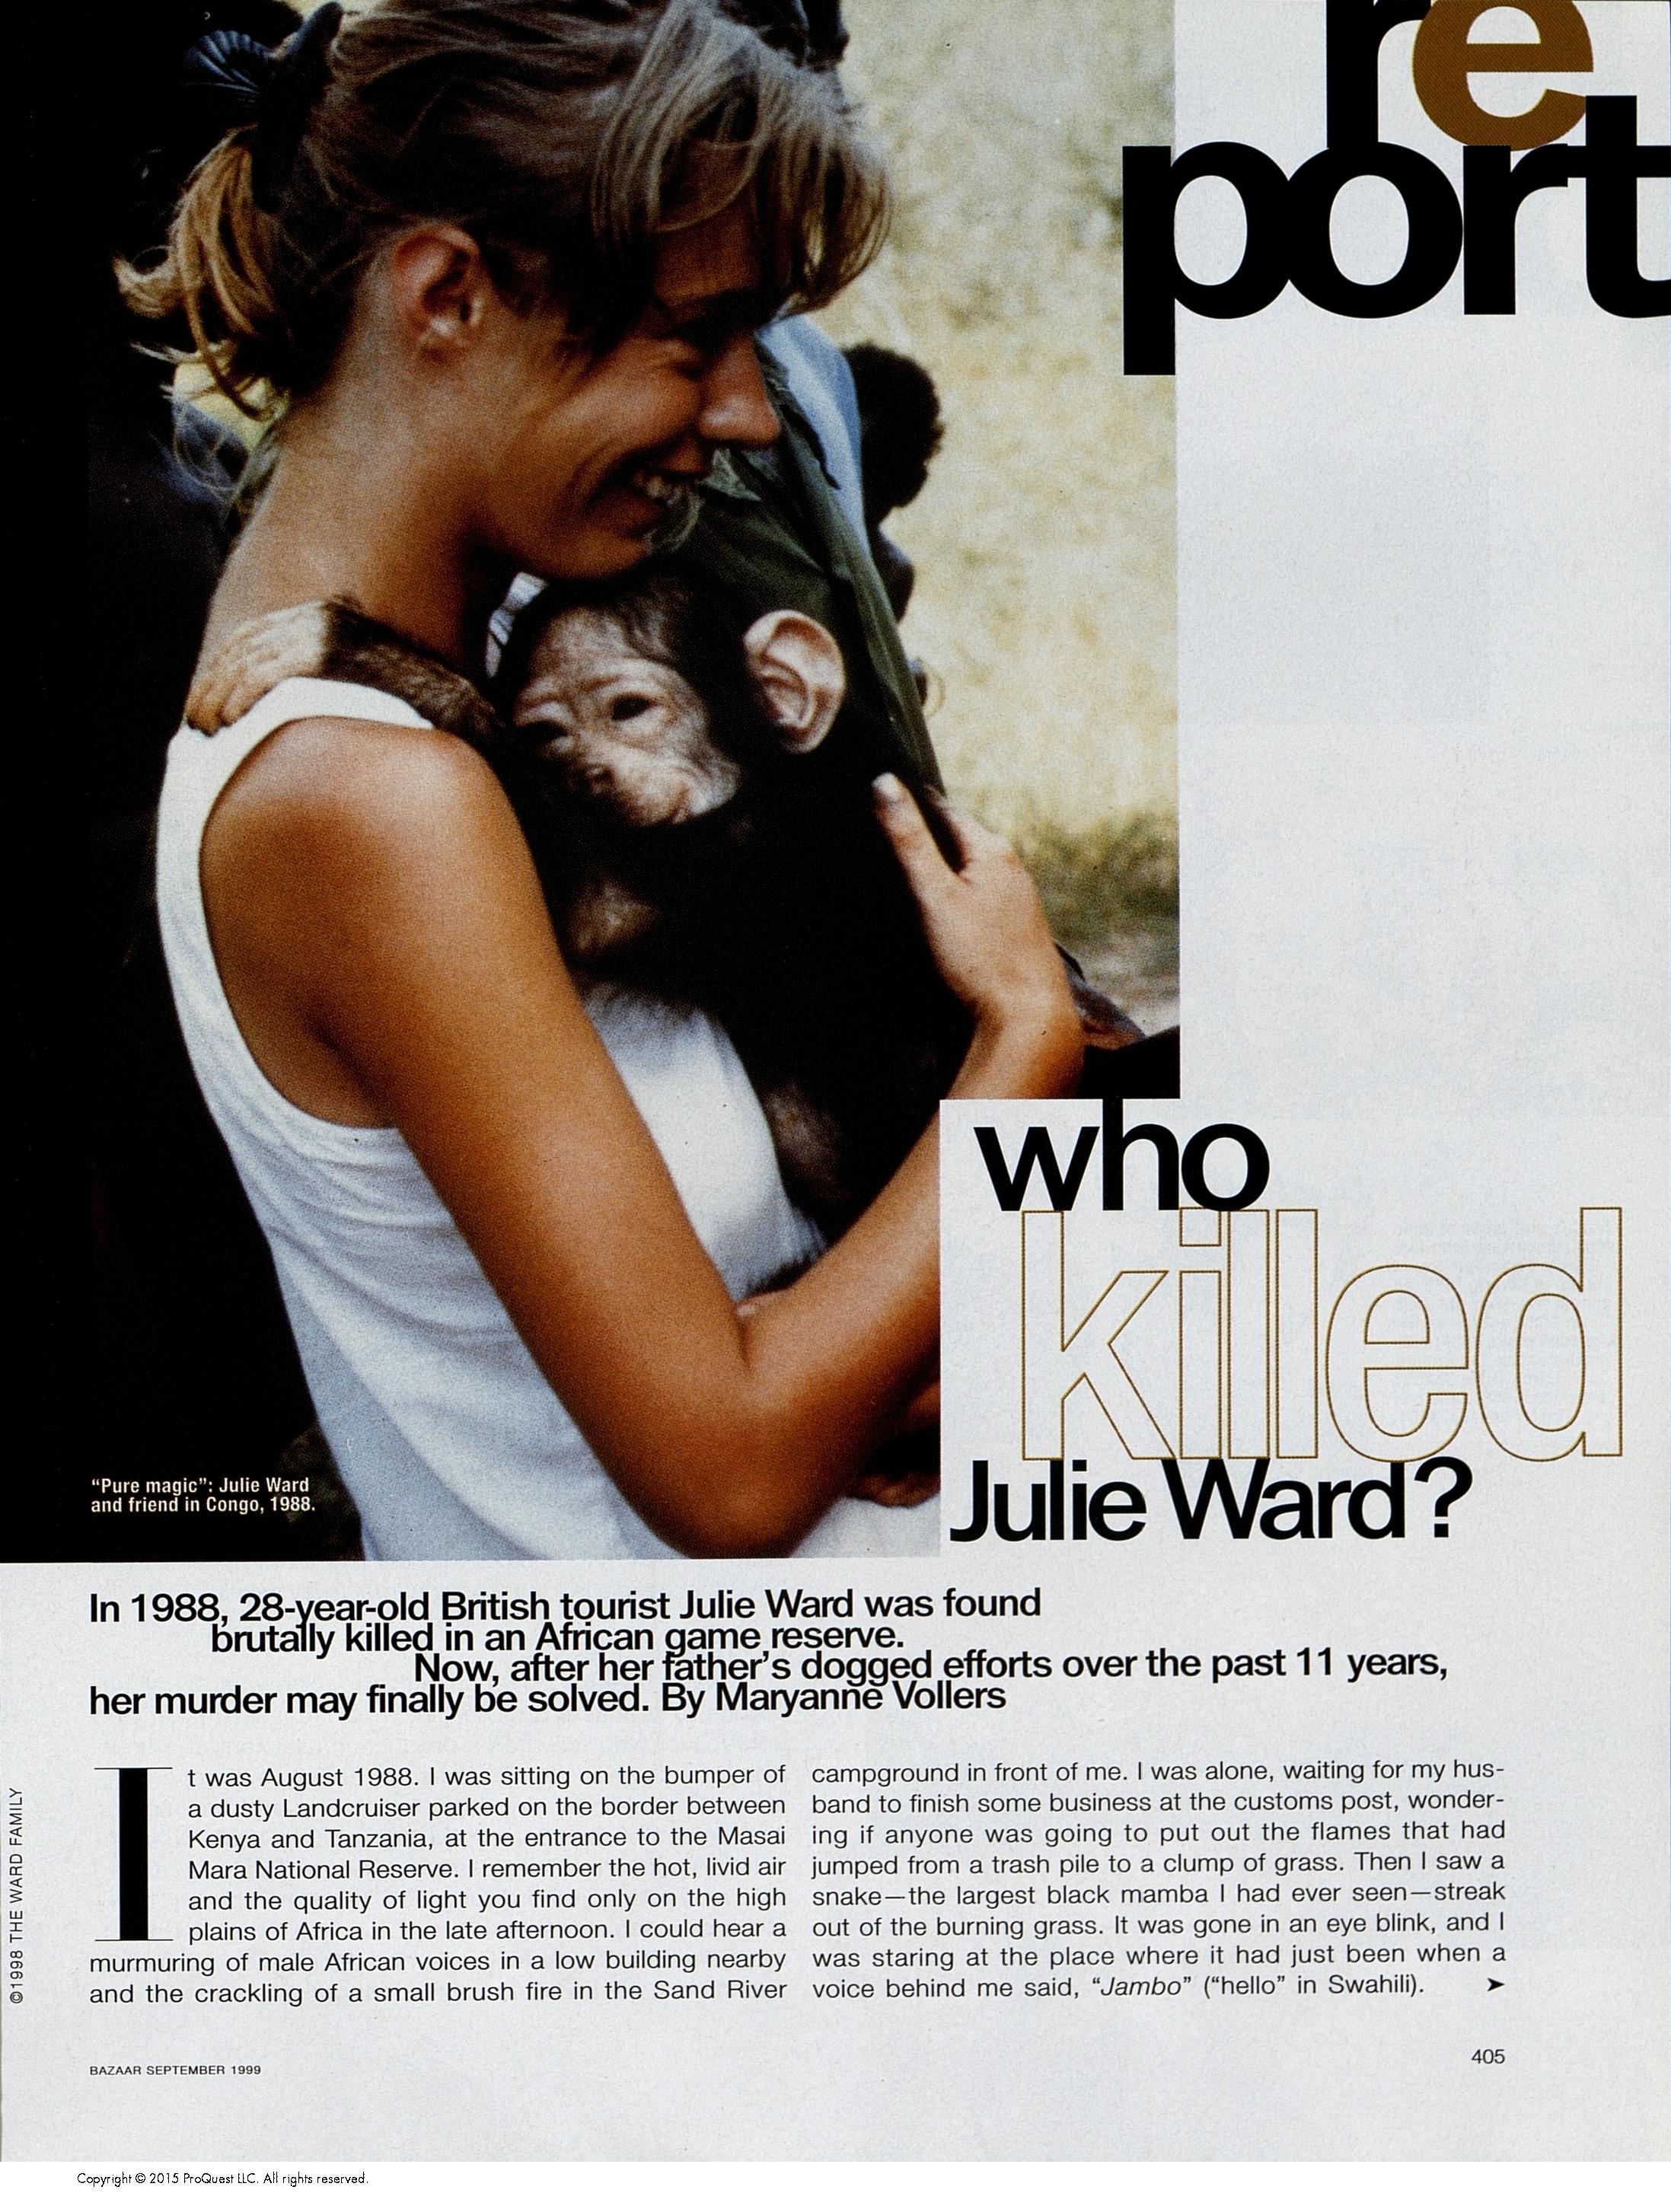 report
who
killed
Julie Ward?
"Pure magic": Julie Ward
and friend in Congo, 1988.
In 1988, 28-year-old British tourist Julie Ward was found
brutally killed in an African game reserve.
Now, after her father's dogged efforts over the past 11 years,
her murder may finally be solved. By Maryanne Vollers
It was August 1988. I was sitting on the bumper of
a dusty Landcruiser parked on the border between
Kenya and Tanzania, at the entrance to the Masai
Mara National Reserve. I remember the hot, livid air
and the quality of light you find only on the high
plains of Africa in the late afternoon. I could hear a
murmuring of male African voices in a low building nearby
and the crackling of a small brush fire in the Sand River
campground in front of me. I was alone, waiting for my hus-
band to finish some business at the customs post, wonder-
ing if anyone was going to put out the flames that had
jumped from a trash pile to a clump of grass. Then I saw a
snake—the largest black mamba I had ever seen—streak
out of the burning grass. It was gone in an eye blink, and I
was staring at the place where it had just been when a
voice behind me said, "Jambo" ("hello" in Swahili). ➤
©1998 THE WARD FAMILY
BAZAAR SEPTEMBER 1999
405
Copyright © 2015 ProQuest LLC. All rights reserved.